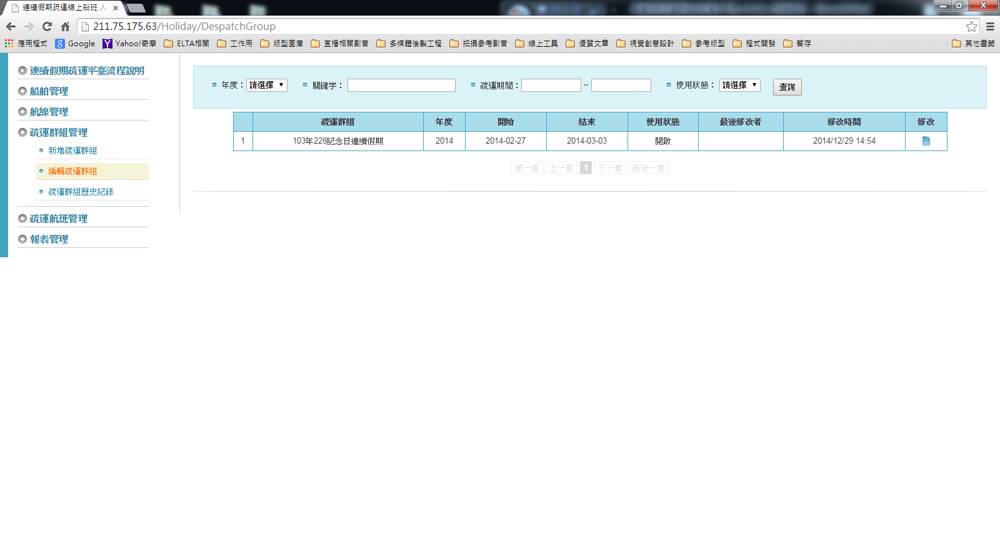 連續假期疏運線上船班 人
211.75.175.63/Holiday/DespatchGroup
應用程式 Google Yahoo!奇摩 ELTA相關 工作用 版型圖庫 直播相關影音 多媒體後製工程 拍攝參考影音 線上工具 優質文章 視覺創意設計 參考版型 程式開發 暫存 其他書籤
連續假期疏運平臺流程說明
船舶管理
航線管理
疏運群組管理
新增疏運群組
編輯疏運群組
疏運群組歷史紀錄
疏運航班管理
報表管理
年度：請選擇 關鍵字： 疏運期間： ~ 使用狀態：請選擇 查詢
疏運群組 年度 開始 結束 使用狀態 最後修改者 修改時間 修改
1 103年228紀念日連續假期 2014 2014-02-27 2014-03-03 開啟 2014/12/29 14:54
第一頁 上一頁 1 下一頁 最後一頁